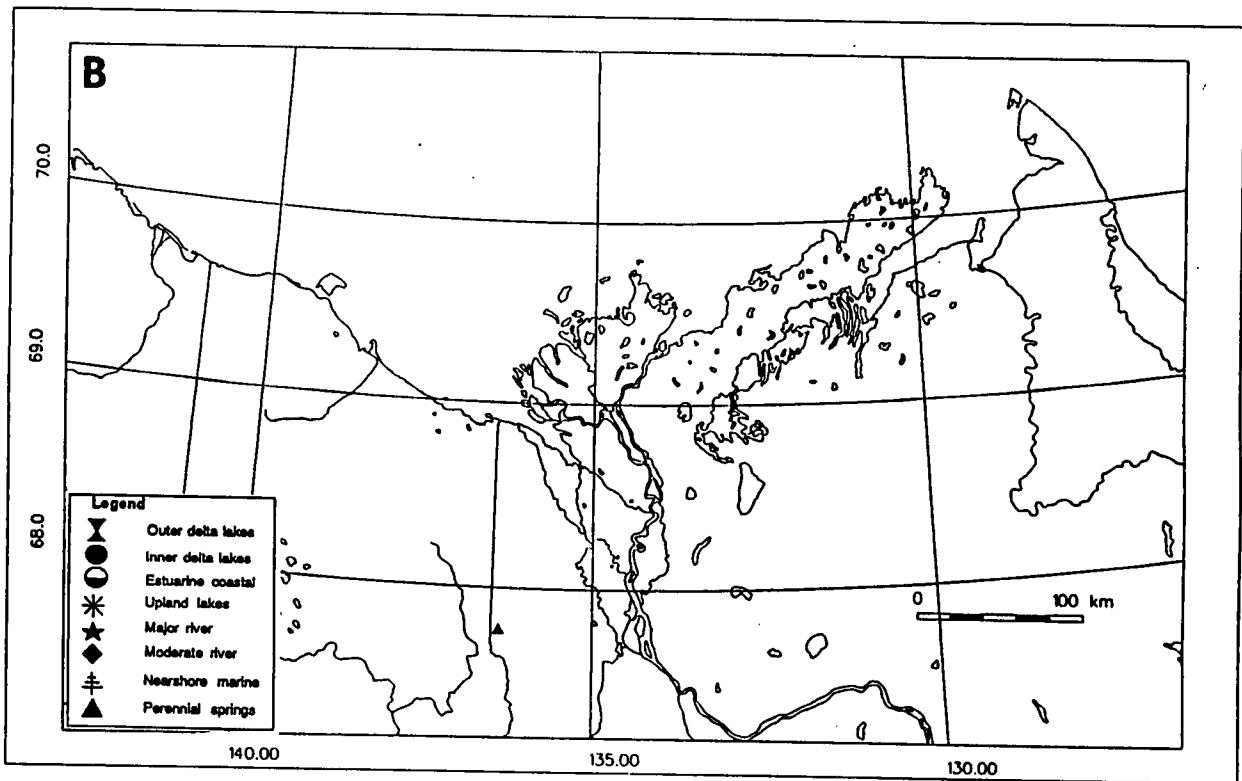 B
70.0
69.0
68.0
Legend
Outer delta lakes
Inner delta lakes
Estuarine coastal
Upland lakes
Major river
Moderate river
Nearshore marine
Perennial springs
0 100 km
140.00 135.00 130.00